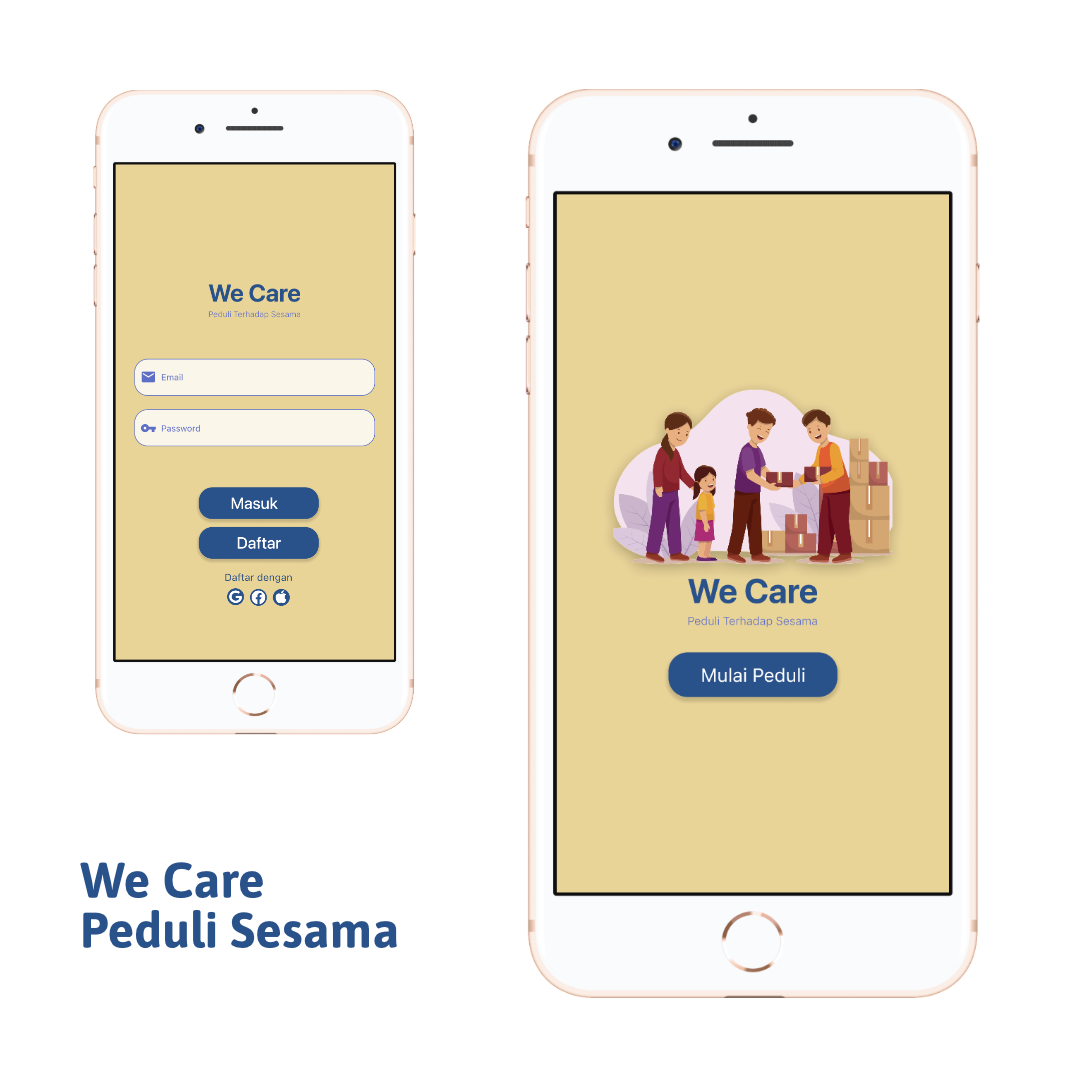 We Care
Peduli Terhadap Sesama
Email
Password
Masuk
Daftar
Daftar dengan
We Care
Peduli Terhadap Sesama
Mulai Peduli
We Care
Peduli Sesama